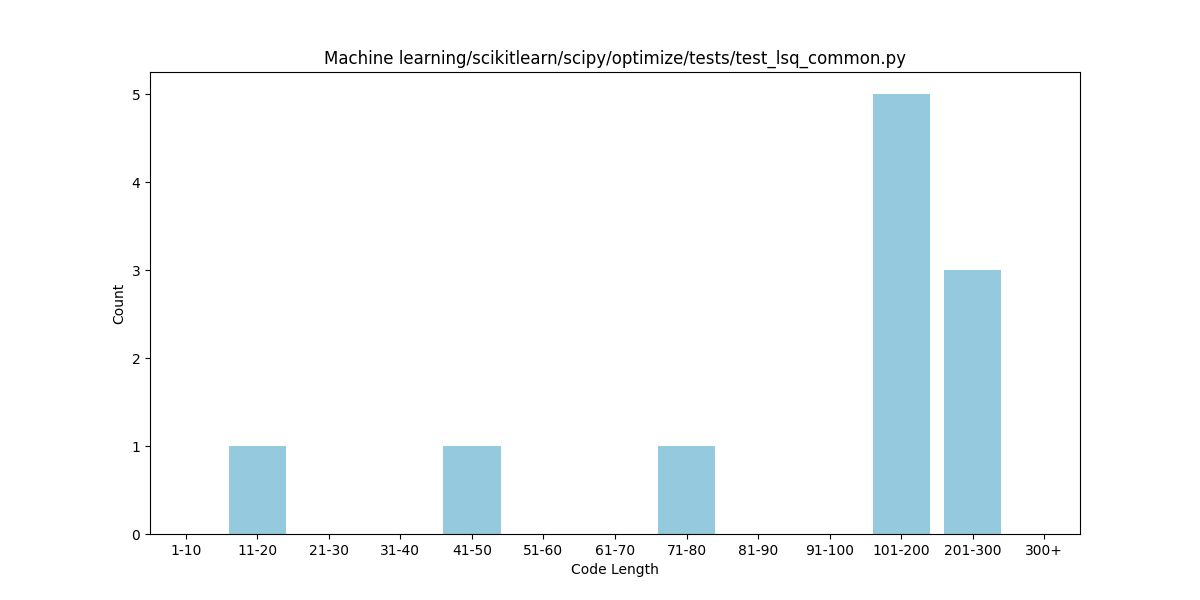 Machine learning/scikitlearn/scipy/optimize/tests/test_lsq_common.py
5
4
3
2
1
0
Count
1-10 11-20 21-30 31-40 41-50 51-60 61-70 71-80 81-90 91-100 101-200 201-300 300+
Code Length